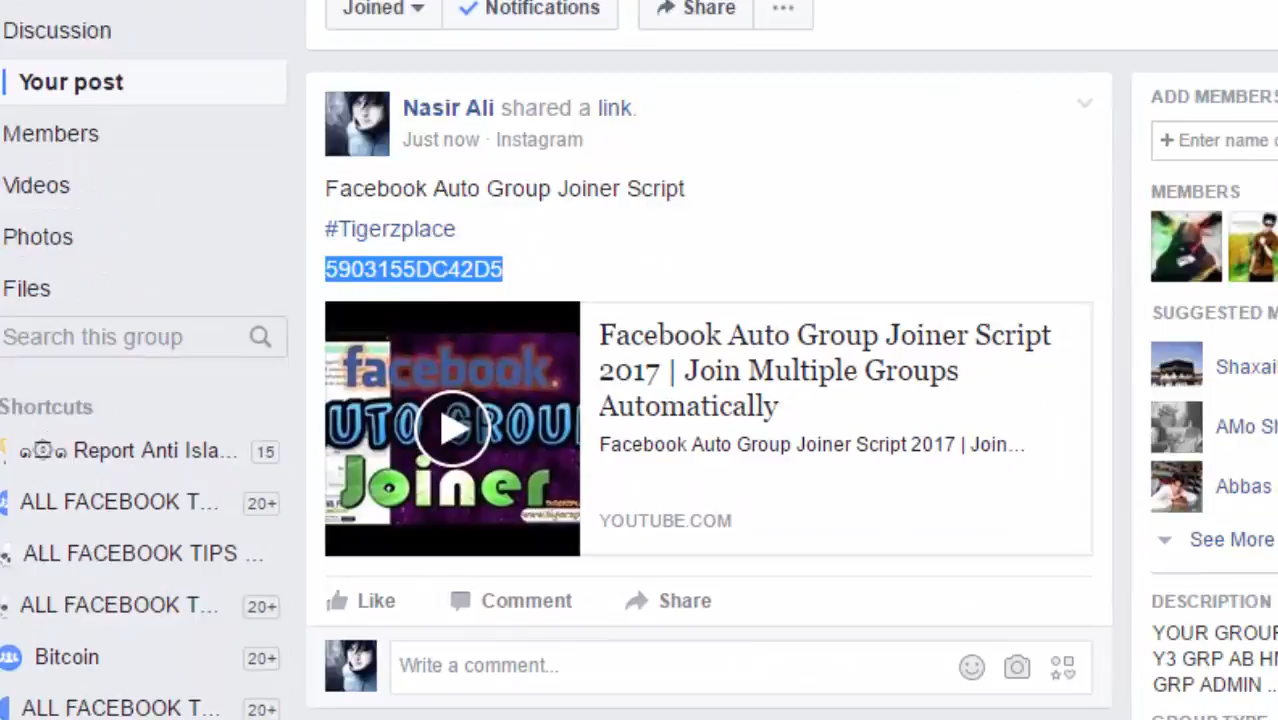 Joined
Notifications
Share
Discussion
Your post
Members
Videos
Photos
Files
Search this group
Shortcuts
Report Anti Isla... 15
ALL FACEBOOK T... 20+
ALL FACEBOOK TIPS ...
ALL FACEBOOK T... 20+
Bitcoin 20+
ALL FACEBOOK T... 20+
Nasir Ali shared a link.
Just now · Instagram
Facebook Auto Group Joiner Script
#Tigerzplace
5903155DC42D5
facebook.
AUTO GROU
Joiner
Facebook Auto Group Joiner Script
2017 | Join Multiple Groups
Automatically
Facebook Auto Group Joiner Script 2017 | Join...
YOUTUBE.COM
Like Comment Share
Write a comment...
ADD MEMBERS
+ Enter name
MEMBERS
SUGGESTED M
Shaxai
AMo Sh
Abbas
See More
DESCRIPTION
YOUR GROUP
Y3 GRP AB HM
GRP ADMIN ...